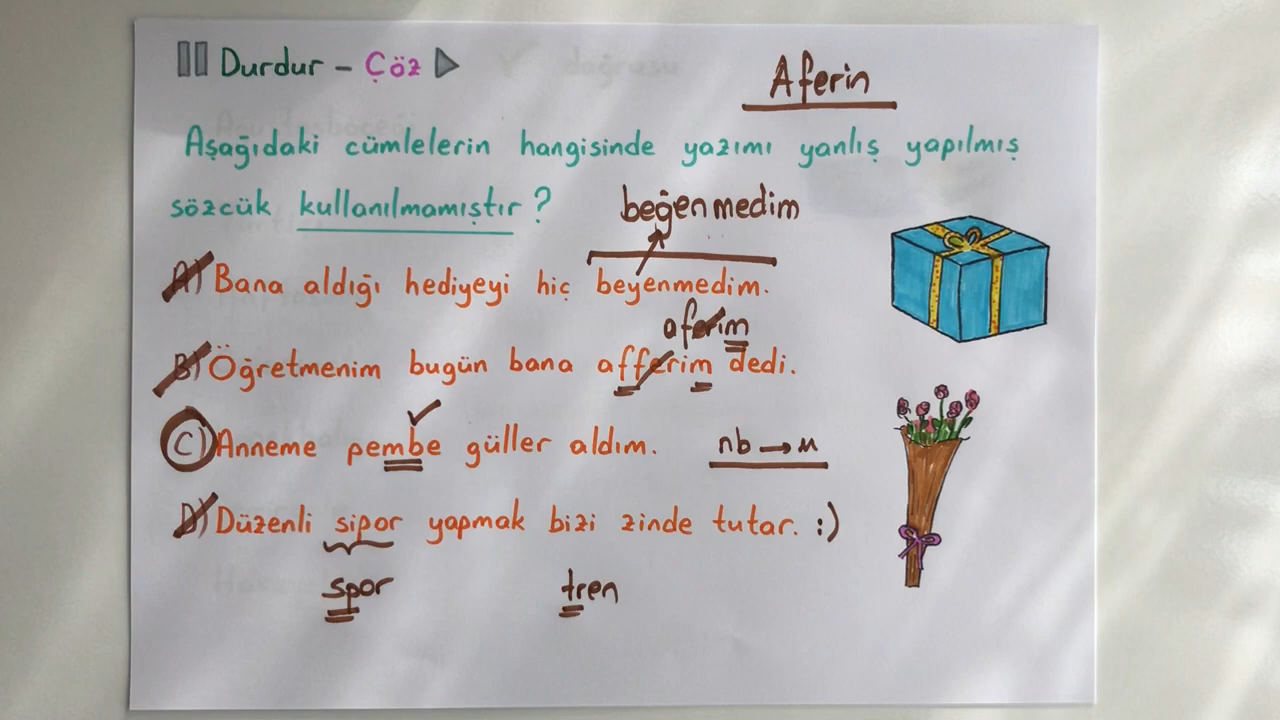 Durdur - Çöz
Aferin
Aşağıdaki cümlelerin hangisinde yazımı yanlış yapılmış
sözcük kullanılmamıştır?
beğenmedim
A) Bana aldığı hediyeyi hiç beyenmedim.
aferim
B) Öğretmenim bugün bana afferim dedi.
C) Anneme pembe güller aldım.
nb → m
D) Düzenli sipor yapmak bizi zinde tutar. :)
spor
tren